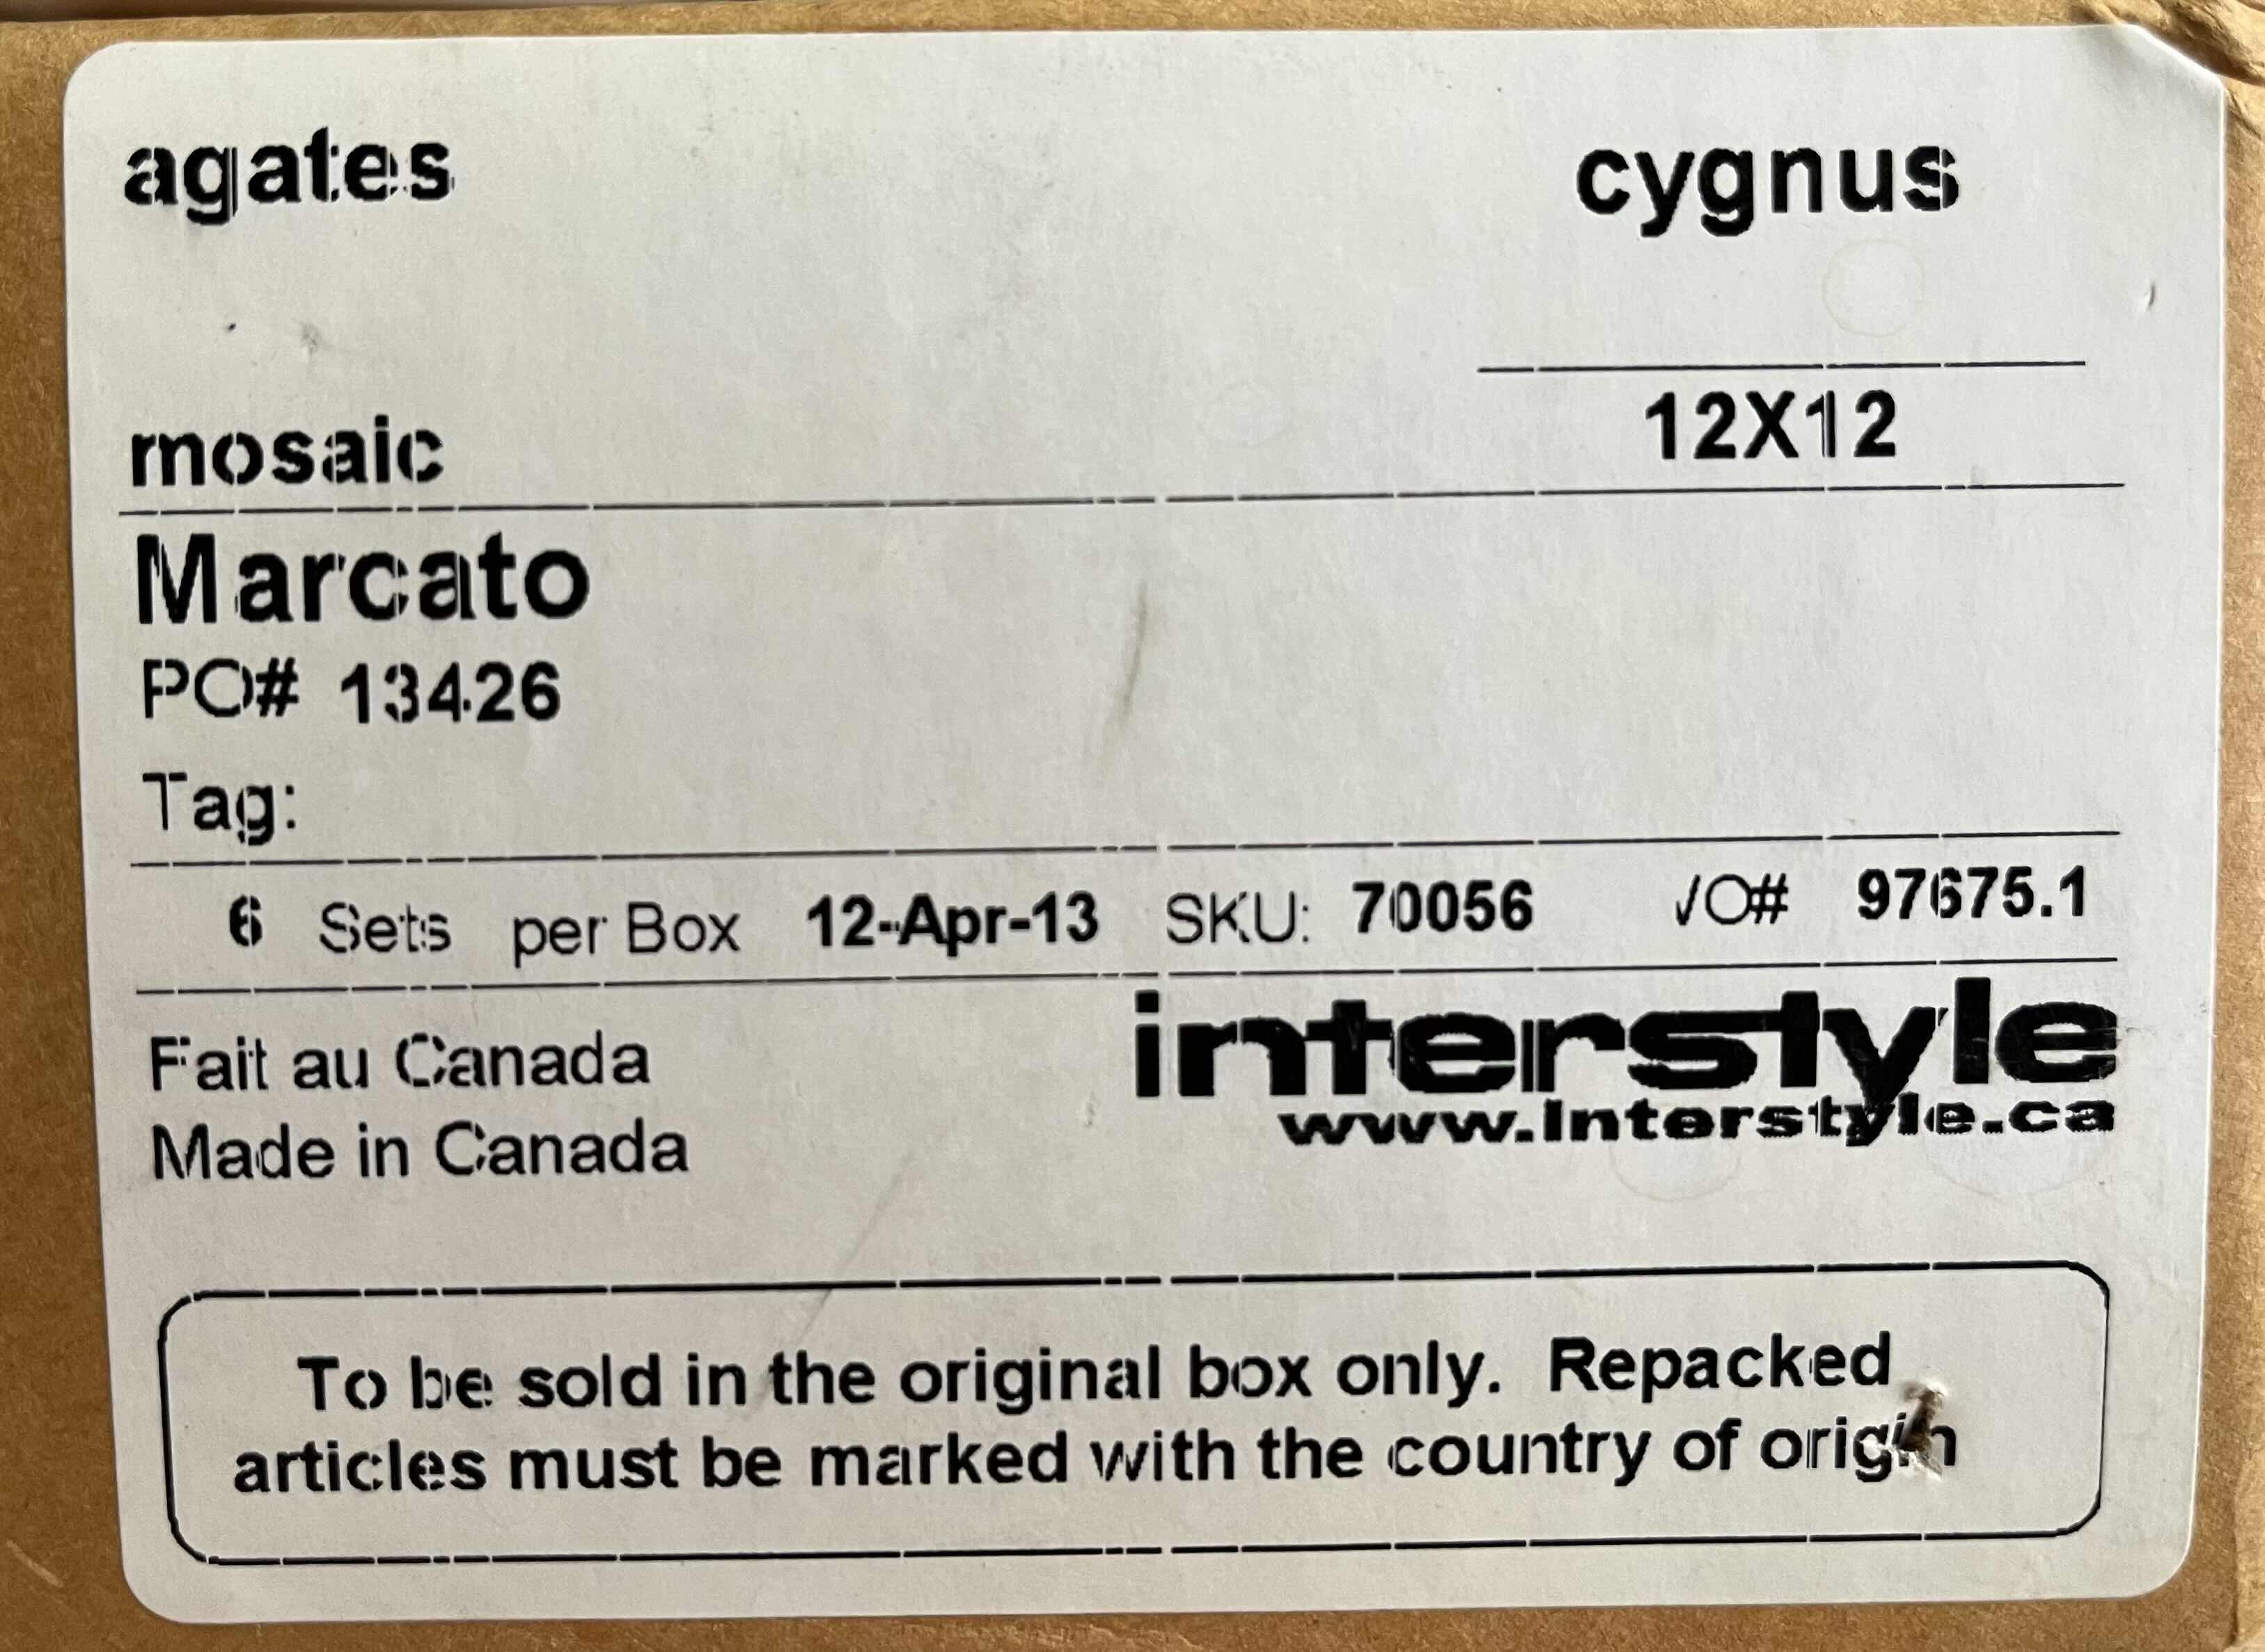 agates cygnus
mosaic 12X12
Marcato
PO# 13426
Tag:
6 Sets per Box 12-Apr-13 SKU: 70056 97675.1
Fait au Canada
Made in Canada
interstyle
www.Interstyle.ca
To be sold in the original box only. Repacked
articles must be marked with the country of origin